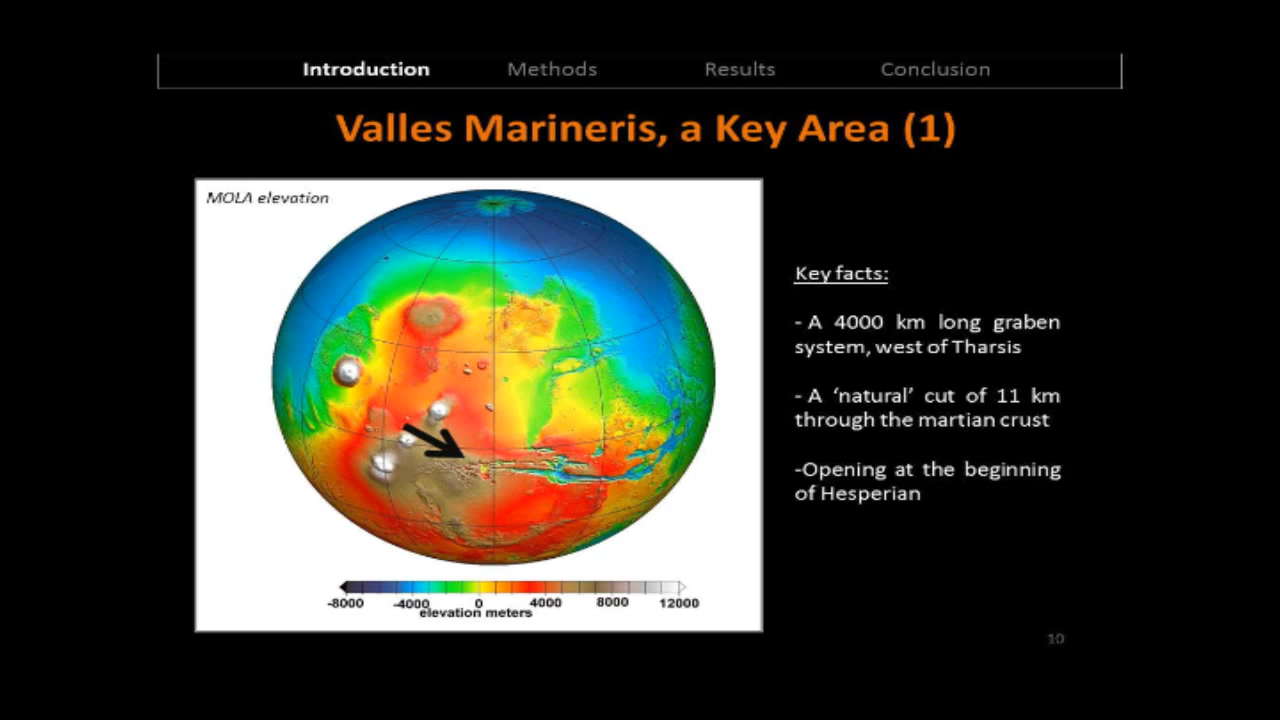 Introduction Methods Results Conclusion
Valles Marineris, a Key Area (1)
MOLA elevation
Key facts:
- A 4000 km long graben
system, west of Tharsis
- A ‘natural’ cut of 11 km
through the martian crust
-Opening at the beginning
of Hesperian
-8000 -4000 0 4000 8000 12000
elevation meters
10